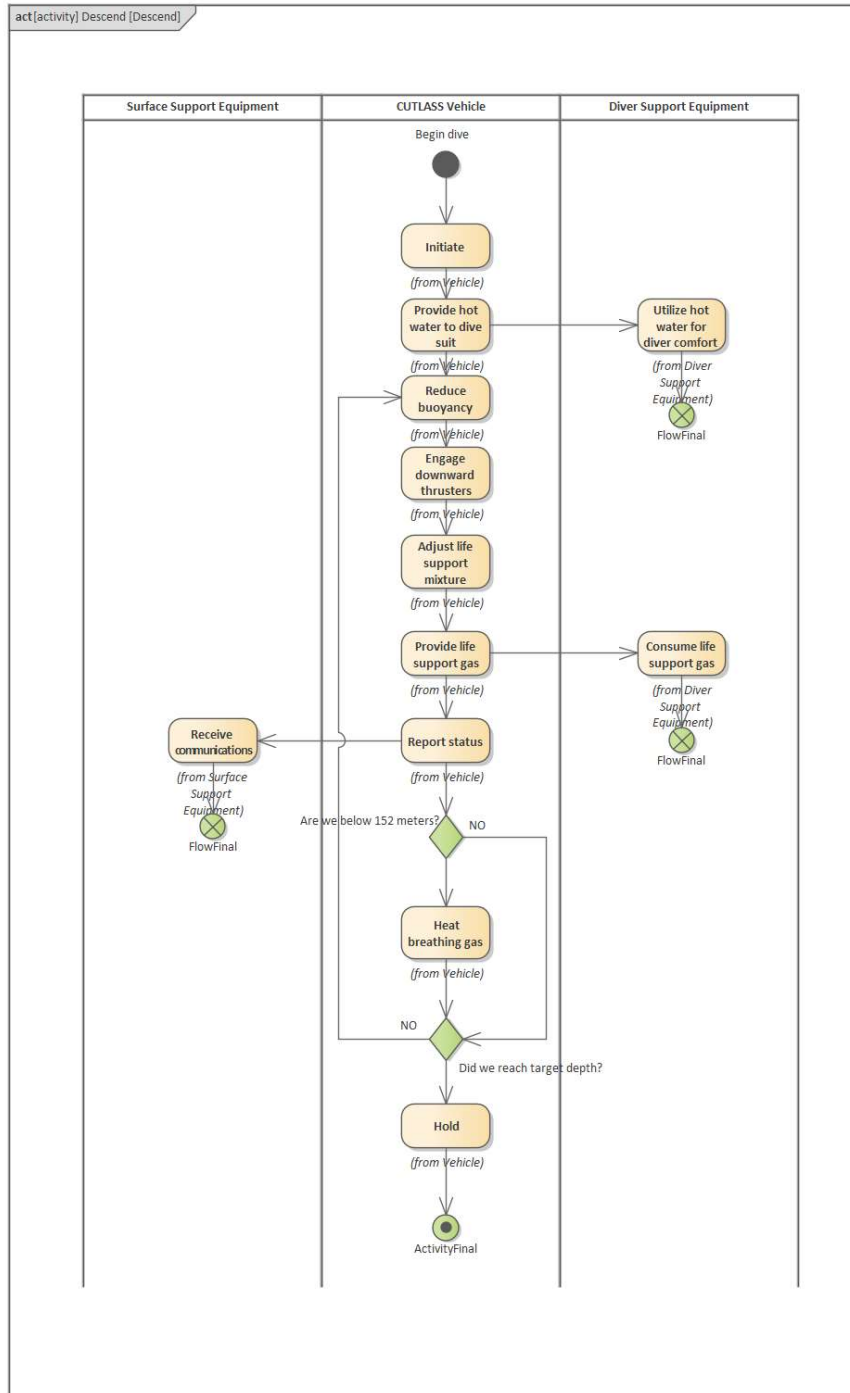 act [activity] Descend [Descend]
Surface Support Equipment
CUTLASS Vehicle
Diver Support Equipment
Begin dive
Initiate
(from Vehicle)
Provide hot
water to dive
suit
(from Vehicle)
Utilize hot
water for
diver comfort
(from Diver
Support
Equipment)
FlowFinal
Reduce
buoyancy
(from Vehicle)
Engage
downward
thrusters
(from Vehicle)
Adjust life
support
mixture
(from Vehicle)
Provide life
support gas
(from Vehicle)
Consume life
support gas
(from Diver
Support
Equipment)
FlowFinal
Receive
communications
(from Surface
Support
Equipment)
FlowFinal
Report status
(from Vehicle)
Are we below 152 meters?
NO
Heat
breathing gas
(from Vehicle)
NO
Did we reach target depth?
Hold
(from Vehicle)
ActivityFinal